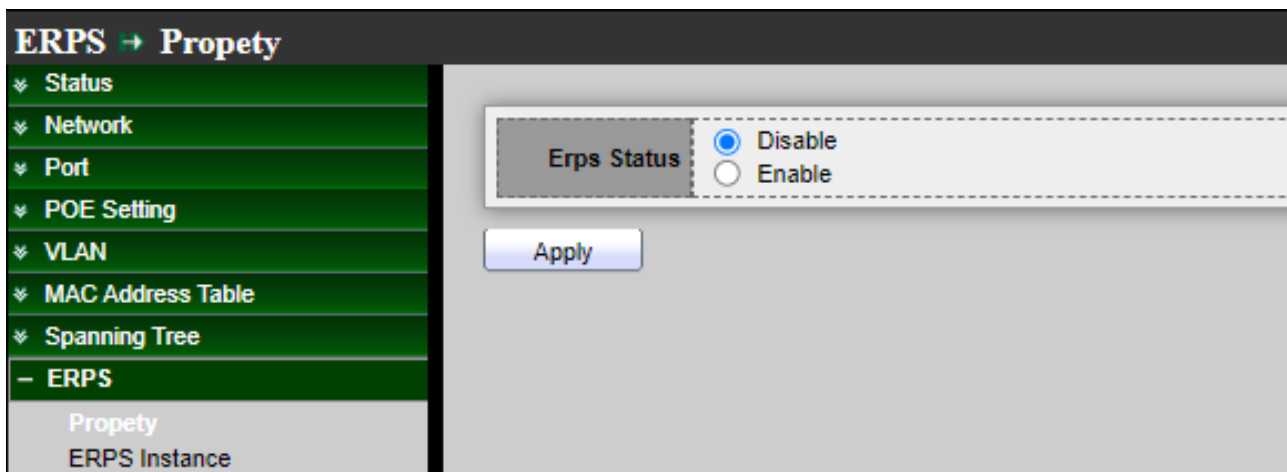 ERPS → Propety
Status
Network
Port
POE Setting
VLAN
MAC Address Table
Spanning Tree
ERPS
Propety
ERPS Instance
Erps Status
Disable
Enable
Apply